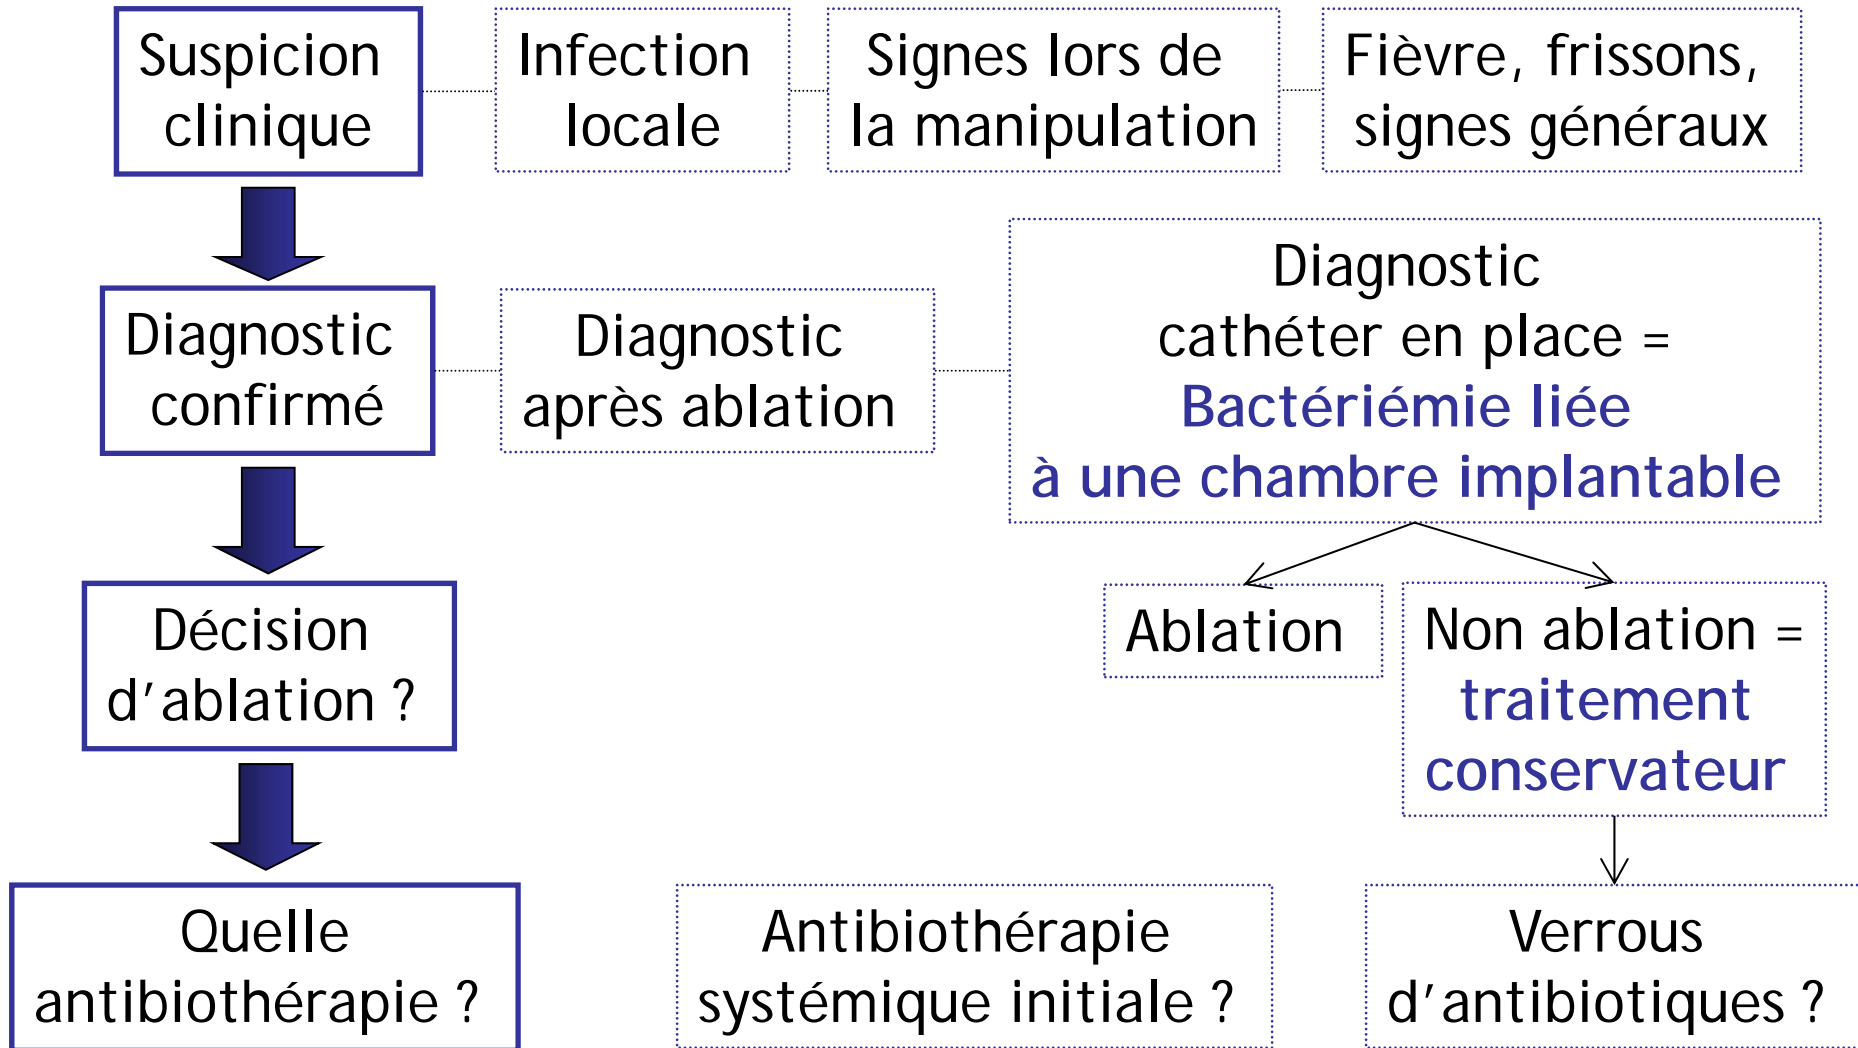 Suspicion
clinique
Infection
locale
Signes lors de
la manipulation
Fièvre, frissons,
signes généraux
Diagnostic
confirmé
Diagnostic
après ablation
Diagnostic
cathéter en place =
Bactériémie liée
à une chambre implantable
Décision
d'ablation ?
Ablation
Non ablation =
traitement
conservateur
Quelle
antibiothérapie ?
Antibiothérapie
systémique initiale ?
Verrous
d'antibiotiques ?